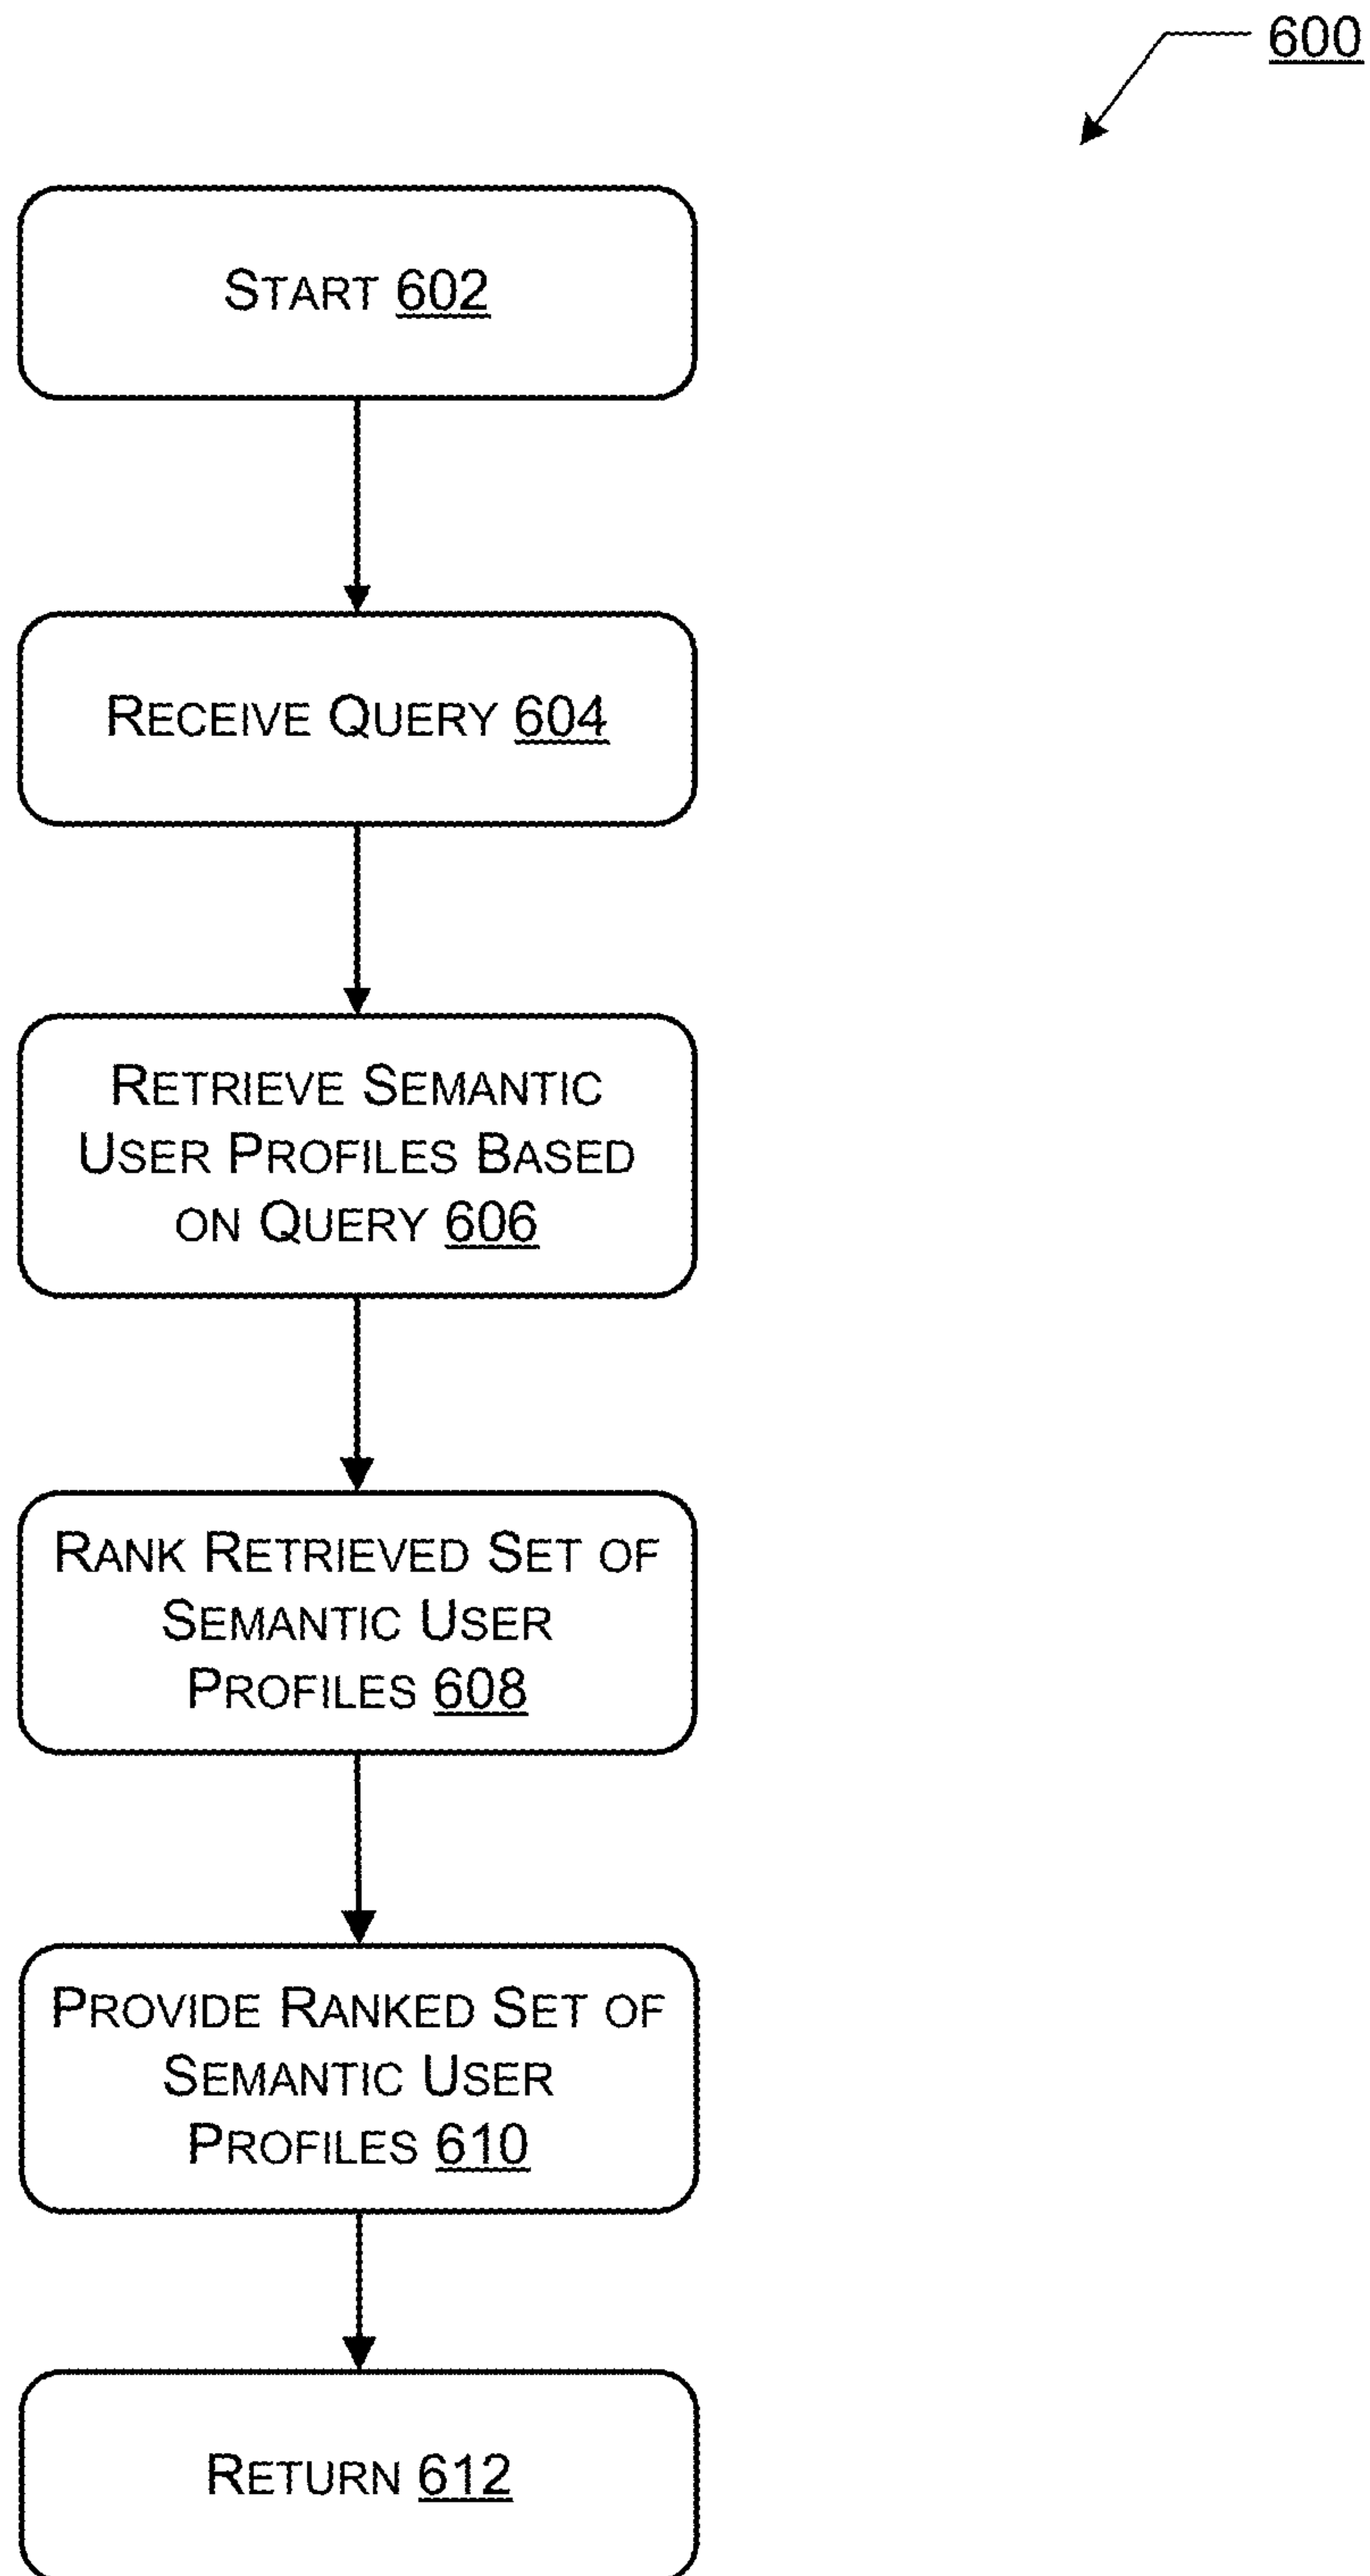 600
START 602
RECEIVE QUERY 604
RETRIEVE SEMANTIC
USER PROFILES BASED
ON QUERY 606
RANK RETRIEVED SET OF
SEMANTIC USER
PROFILES 608
PROVIDE RANKED SET OF
SEMANTIC USER
PROFILES 610
RETURN 612